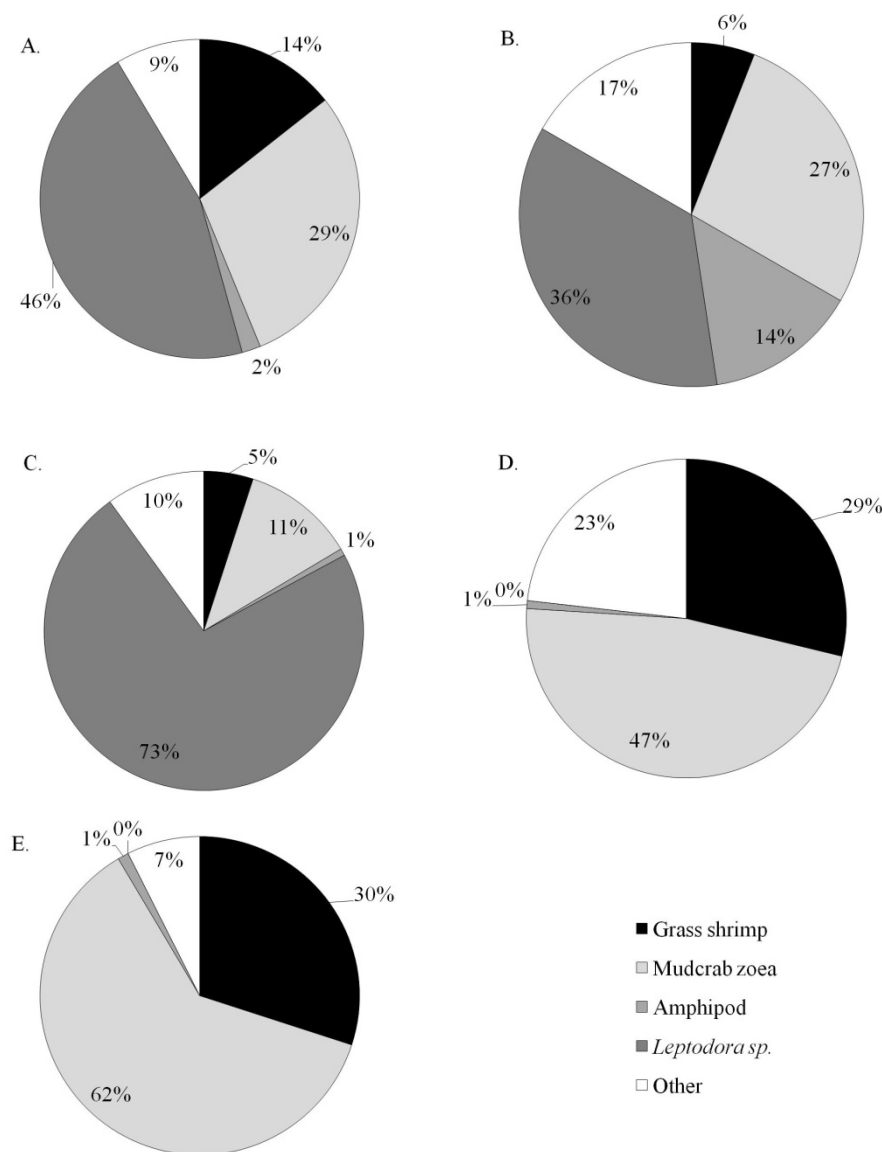 A.
14%
29%
2%
46%
9%
B.
6%
27%
14%
36%
17%
C.
5%
11%
1%
73%
10%
D.
29%
47%
1%
0%
23%
E.
30%
62%
1%
0%
7%
Grass shrimp
Mudcrab zoea
Amphipod
Leptodora sp.
Other